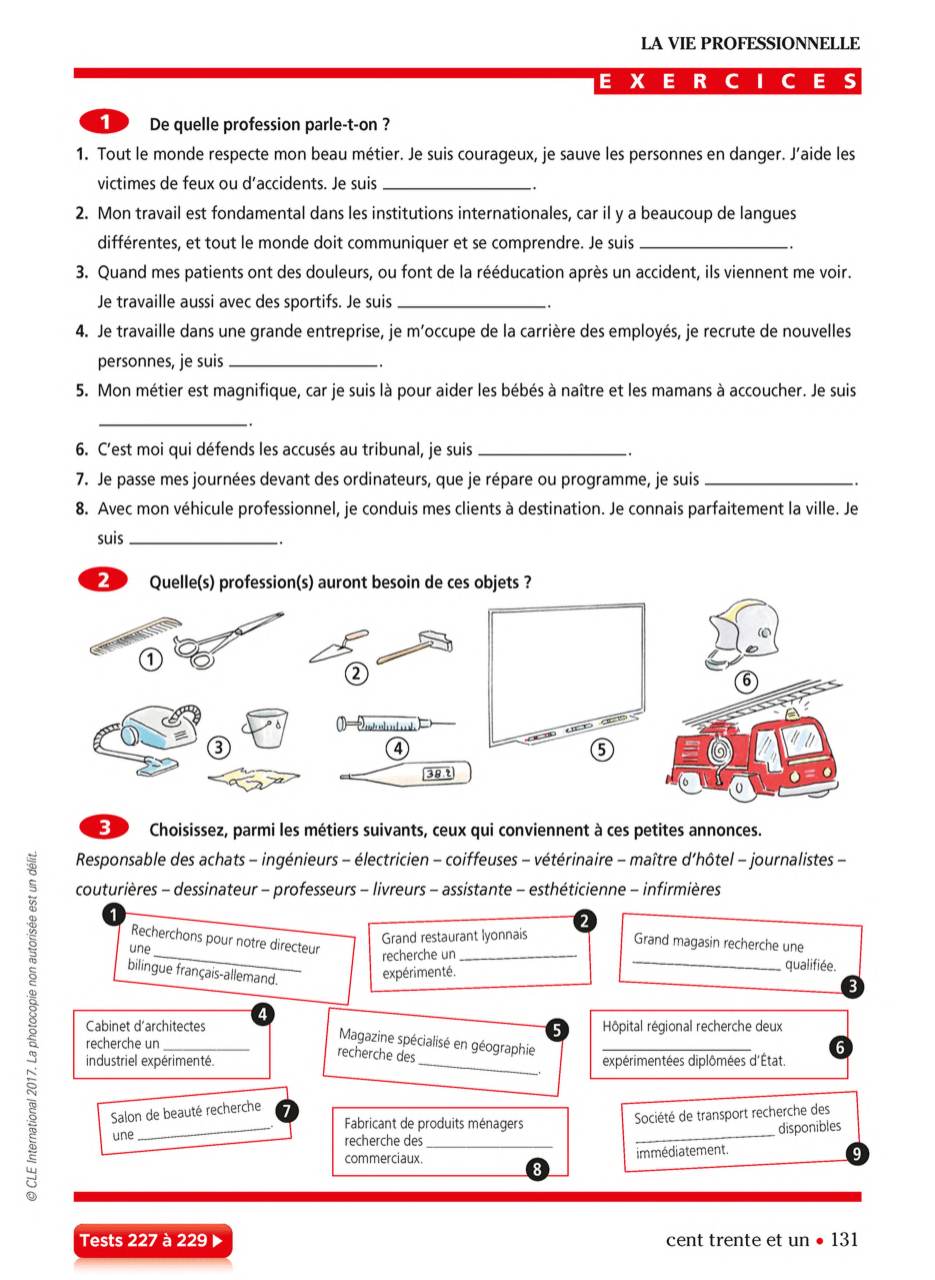 LA VIE PROFESSIONNELLE
EXERCICES
1 De quelle profession parle-t-on ?
1. Tout le monde respecte mon beau métier. Je suis courageux, je sauve les personnes en danger. J’aide les
victimes de feux ou d’accidents. Je suis ________________.
2. Mon travail est fondamental dans les institutions internationales, car il y a beaucoup de langues
différentes, et tout le monde doit communiquer et se comprendre. Je suis ________________.
3. Quand mes patients ont des douleurs, ou font de la rééducation après un accident, ils viennent me voir.
Je travaille aussi avec des sportifs. Je suis ________________.
4. Je travaille dans une grande entreprise, je m’occupe de la carrière des employés, je recrute de nouvelles
personnes, je suis ________________.
5. Mon métier est magnifique, car je suis là pour aider les bébés à naître et les mamans à accoucher. Je suis
________________.
6. C’est moi qui défends les accusés au tribunal, je suis ________________.
7. Je passe mes journées devant des ordinateurs, que je répare ou programme, je suis ________________.
8. Avec mon véhicule professionnel, je conduis mes clients à destination. Je connais parfaitement la ville. Je
suis ________________.
2 Quelle(s) profession(s) auront besoin de ces objets ?
1
2
3
4
38.2
5
6
3 Choisissez, parmi les métiers suivants, ceux qui conviennent à ces petites annonces.
Responsable des achats – ingénieurs – électricien – coiffeuses – vétérinaire – maître d’hôtel – journalistes –
couturières – dessinateur – professeurs – livreurs – assistante – esthéticienne – infirmières
1
Recherchons pour notre directeur
une ________________
bilingue français-allemand.
2
Grand restaurant lyonnais
recherche un ________________
expérimenté.
3
Grand magasin recherche une
________________ qualifiée.
4
Cabinet d’architectes
recherche un ________________
industriel expérimenté.
5
Magazine spécialisé en géographie
recherche des ________________.
6
Hôpital régional recherche deux
________________
expérimentées diplômées d’État.
7
Salon de beauté recherche
une ________________.
8
Fabricant de produits ménagers
recherche des ________________
commerciaux.
9
Société de transport recherche des
________________ disponibles
immédiatement.
© CLE International 2017. La photocopie non autorisée est un délit.
Tests 227 à 229
cent trente et un • 131